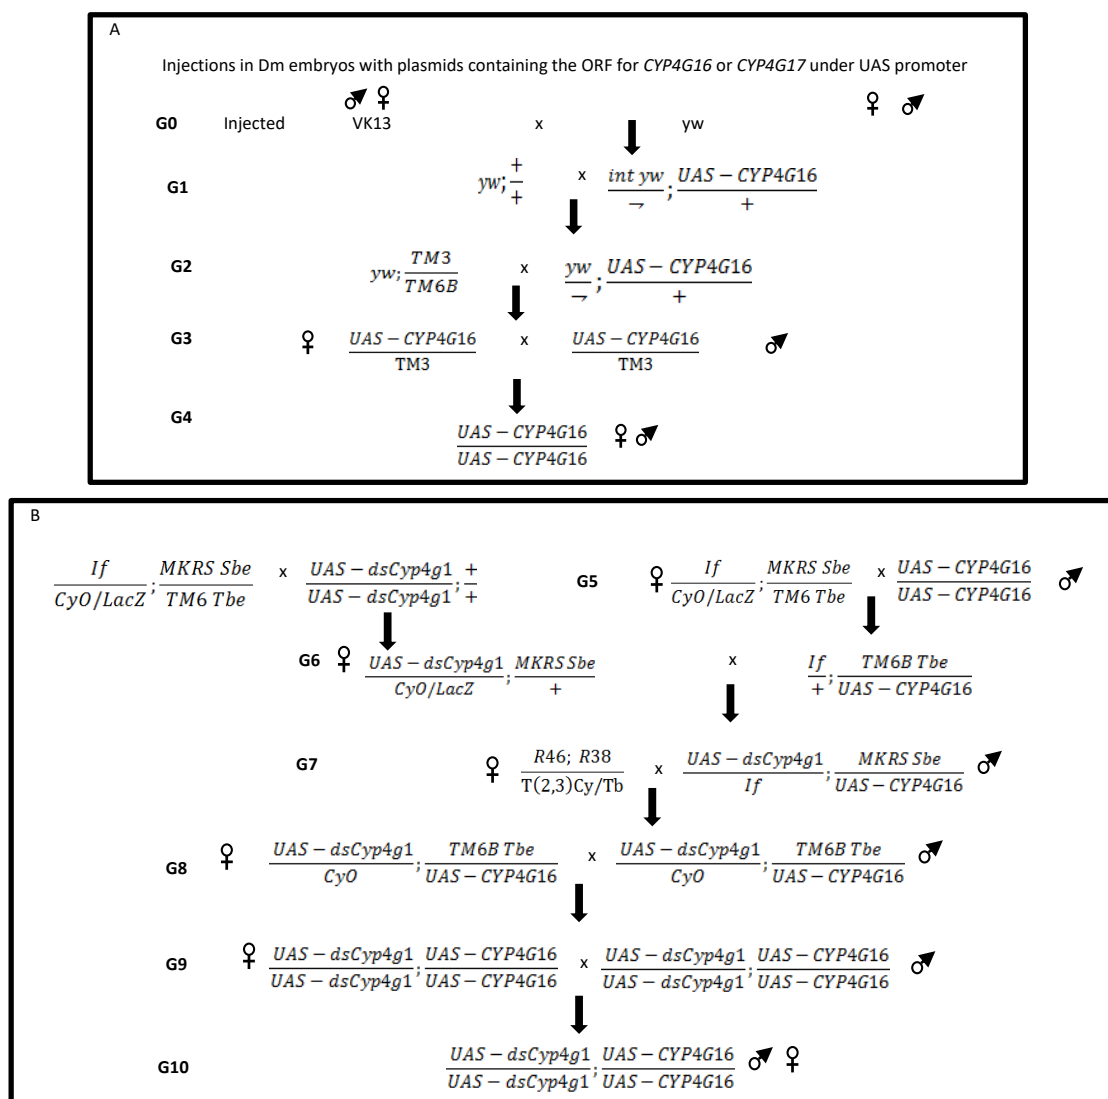 A
Injections in Dm embryos with plasmids containing the ORF for CYP4G16 or CYP4G17 under UAS promoter
♂ ♀ ♀ ♂
G0 Injected VK13 x yw
G1 yw; +/+ x int yw/⇁ ; UAS − CYP4G16/+
G2 yw; TM3/TM6B x yw/⇁ ; UAS − CYP4G16/+
G3 ♀ UAS − CYP4G16/TM3 x UAS − CYP4G16/TM3 ♂
G4
UAS − CYP4G16/UAS − CYP4G16 ♀ ♂
B
If/CyO/LacZ ; MKRS Sbe/TM6 Tbe x UAS − dsCyp4g1/UAS − dsCyp4g1 ; +/+ G5 ♀ If/CyO/LacZ ; MKRS Sbe/TM6 Tbe x UAS − CYP4G16/UAS − CYP4G16 ♂
G6 ♀ UAS − dsCyp4g1/CyO/LacZ ; MKRS Sbe/+ x If/+ ; TM6B Tbe/UAS − CYP4G16
G7 ♀ R46; R38/T(2,3)Cy/Tb x UAS − dsCyp4g1/If ; MKRS Sbe/UAS − CYP4G16 ♂
G8 ♀ UAS − dsCyp4g1/CyO ; TM6B Tbe/UAS − CYP4G16 x UAS − dsCyp4g1/CyO ; TM6B Tbe/UAS − CYP4G16 ♂
G9 ♀ UAS − dsCyp4g1/UAS − dsCyp4g1 ; UAS − CYP4G16/UAS − CYP4G16 x UAS − dsCyp4g1/UAS − dsCyp4g1 ; UAS − CYP4G16/UAS − CYP4G16 ♂
G10 UAS − dsCyp4g1/UAS − dsCyp4g1 ; UAS − CYP4G16/UAS − CYP4G16 ♂ ♀